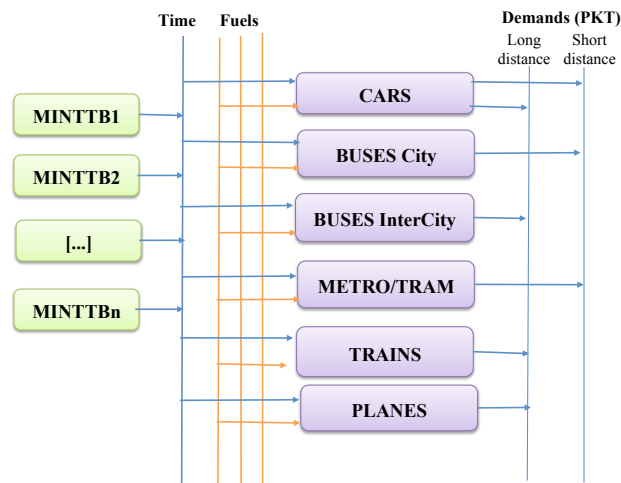 Time Fuels Demands (PKT)
Long distance
Short distance
CARS
MINTTB1
BUSES City
MINTTB2
BUSES InterCity
[...]
METRO/TRAM
MINTTBn
TRAINS
PLANES